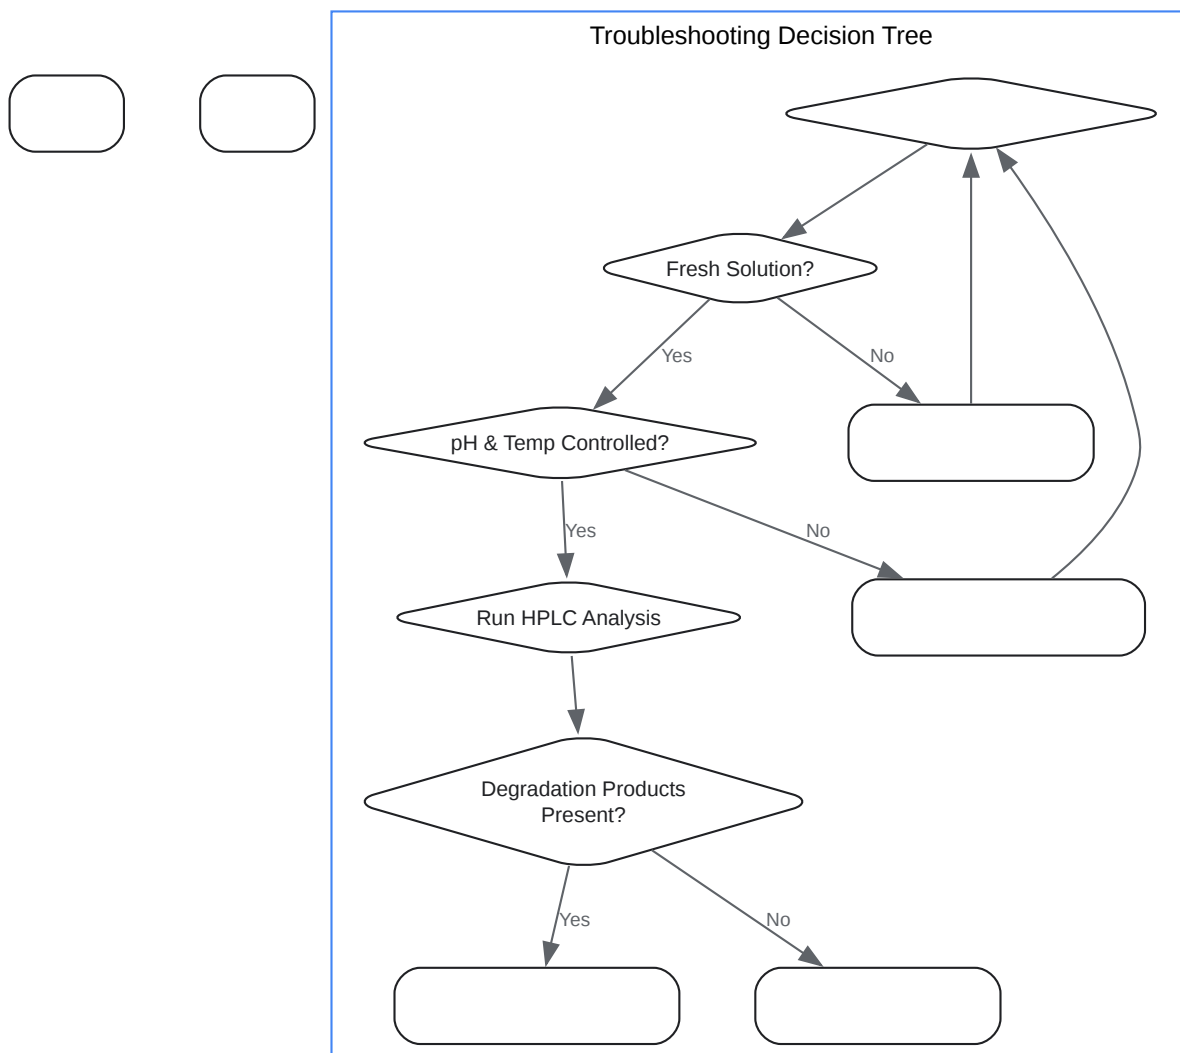 Troubleshooting Decision Tree
Fresh Solution?
Yes
No
pH & Temp Controlled?
Yes
No
Run HPLC Analysis
Degradation Products
Present?
Yes
No